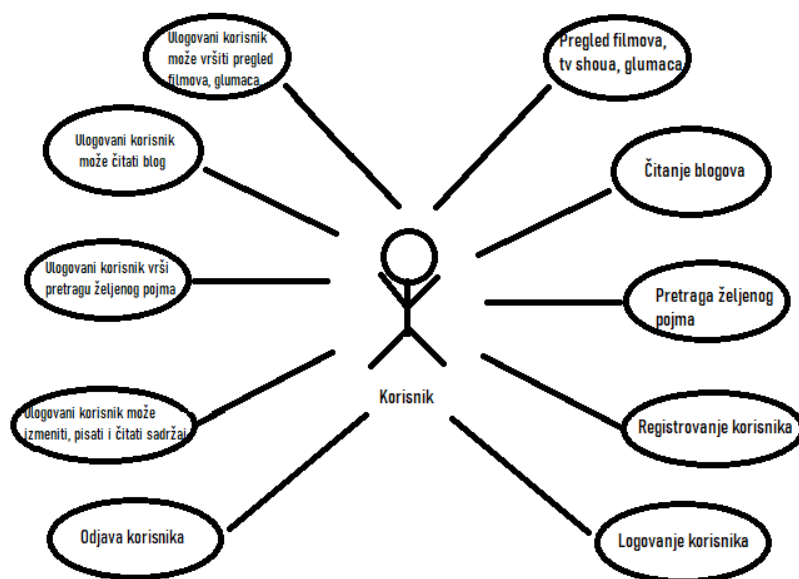 Ulogovani korisnik
može vršiti pregled
filmova, glumaca
Pregled filmova,
tv shoua, glumaca
Ulogovani korisnik
može čitati blog
Čitanje blogova
Ulogovani korisnik vrši
pretragu željenog pojma
Pretraga željenog
pojma
Korisnik
Ulogovani korisnik može
izmeniti, pisati i čitati sadržaj
Registrovanje korisnika
Odjava korisnika
Logovanje korisnika